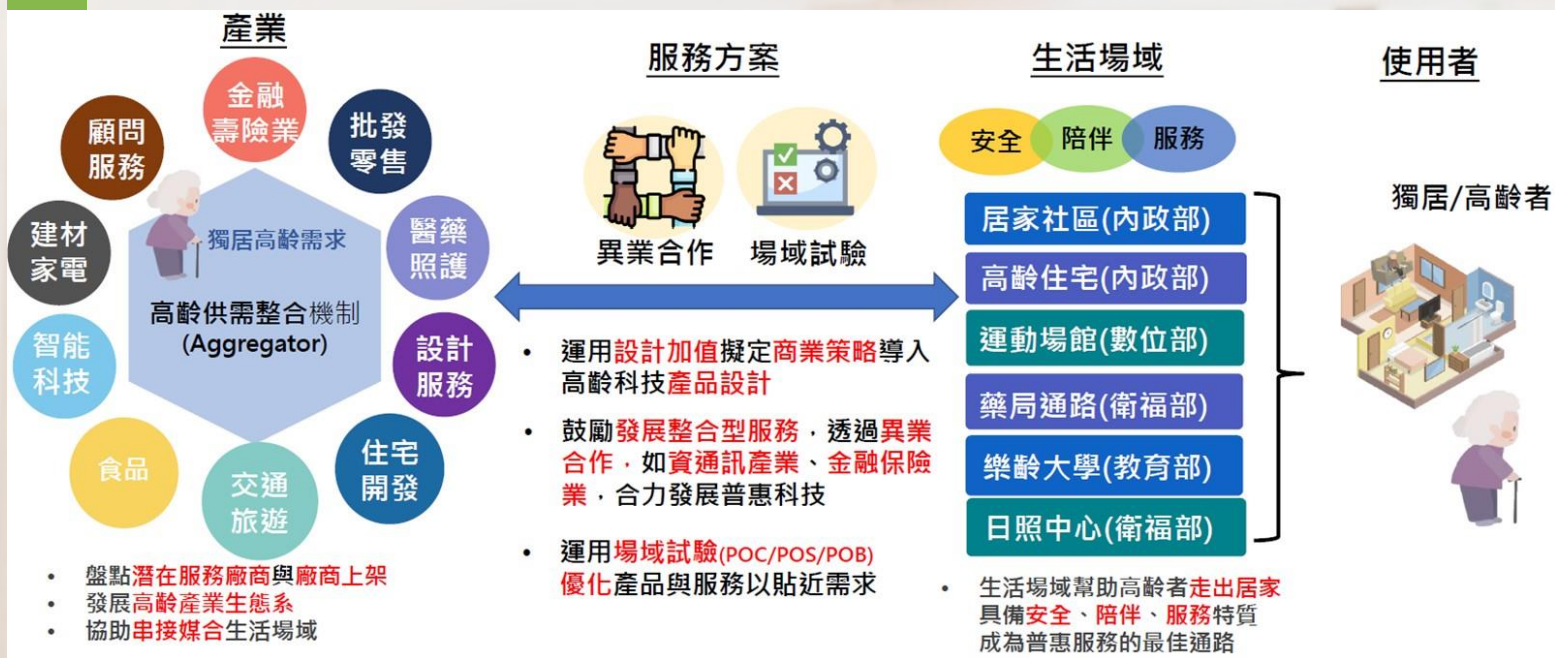 產業
金融
壽險業
批發
零售
醫藥
照護
設計
服務
住宅
開發
交通
旅遊
食品
智能
科技
建材
家電
顧問
服務
獨居高齡需求
高齡供需整合機制
(Aggregator)
• 盤點潛在服務廠商與廠商上架
• 發展高齡產業生態系
• 協助串接媒合生活場域
服務方案
異業合作
場域試驗
• 運用設計加值擬定商業策略導入
高齡科技產品設計
• 鼓勵發展整合型服務，透過異業
合作，如資通訊產業、金融保險
業，合力發展普惠科技
• 運用場域試驗(POC/POS/POB)
優化產品與服務以貼近需求
生活場域
安全
陪伴
服務
居家社區(內政部)
高齡住宅(內政部)
運動場館(數位部)
藥局通路(衛福部)
樂齡大學(教育部)
日照中心(衛福部)
• 生活場域幫助高齡者走出居家
具備安全、陪伴、服務特質
成為普惠服務的最佳通路
使用者
獨居/高齡者